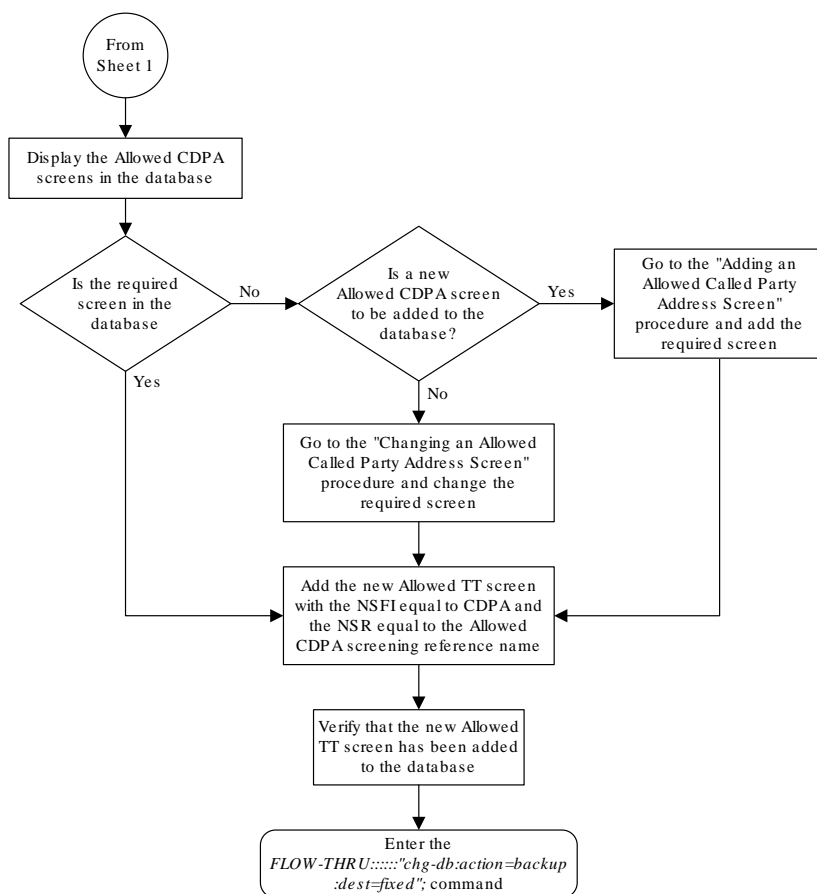 From
Sheet 1
Display the Allowed CDPA
screens in the database
Is the required
screen in the
database
No
Is a new
Allowed CDPA screen
to be added to the
database?
Yes
Go to the "Adding an
Allowed Called Party
Address Screen"
procedure and add the
required screen
Yes
No
Go to the "Changing an Allowed
Called Party Address Screen"
procedure and change the
required screen
Add the new Allowed TT screen
with the NSFI equal to CDPA and
the NSR equal to the Allowed
CDPA screening reference name
Verify that the new Allowed
TT screen has been added
to the database
Enter the
FLOW-THRU::::::"chg-db:action=backup
:dest=fixed"; command